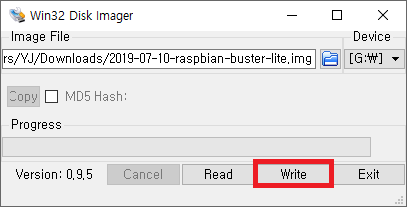 Win32 Disk Imager
Image File
Device
rs/YJ/Downloads/2019-07-10-raspbian-buster-lite,img
[G:₩]
Copy
MD5 Hash:
Progress
Version: 0,9,5
Cancel
Read
Write
Exit